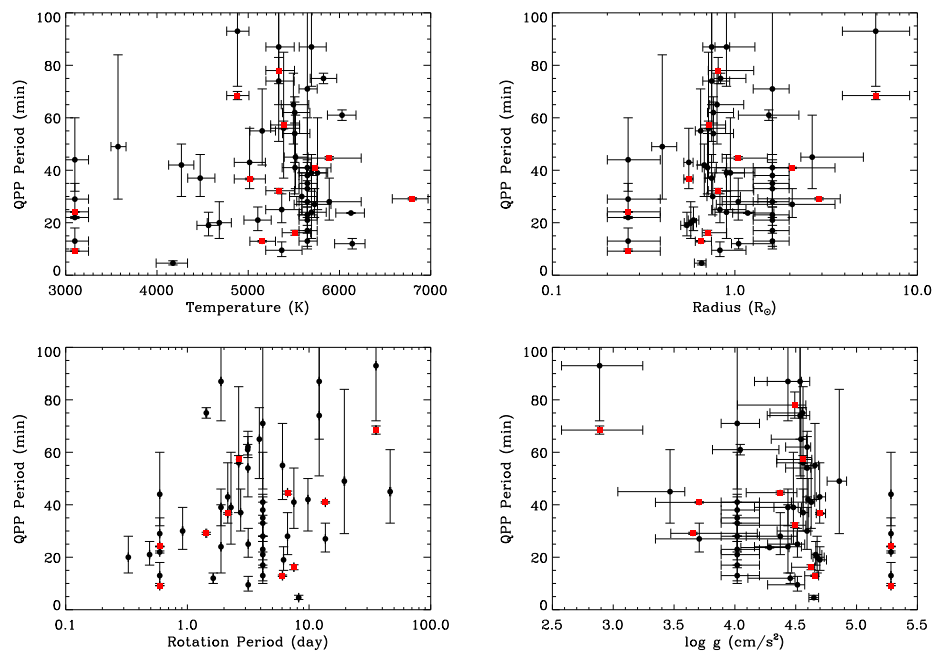 100
80
60
40
20
0
QPP Period (min)
3000 4000 5000 6000 7000
Temperature (K)
100
80
60
40
20
0
QPP Period (min)
0.1 1.0 10.0
Radius (R☉)
100
80
60
40
20
0
QPP Period (min)
0.1 1.0 10.0 100.0
Rotation Period (day)
100
80
60
40
20
0
QPP Period (min)
2.5 3.0 3.5 4.0 4.5 5.0 5.5
log g (cm/s²)